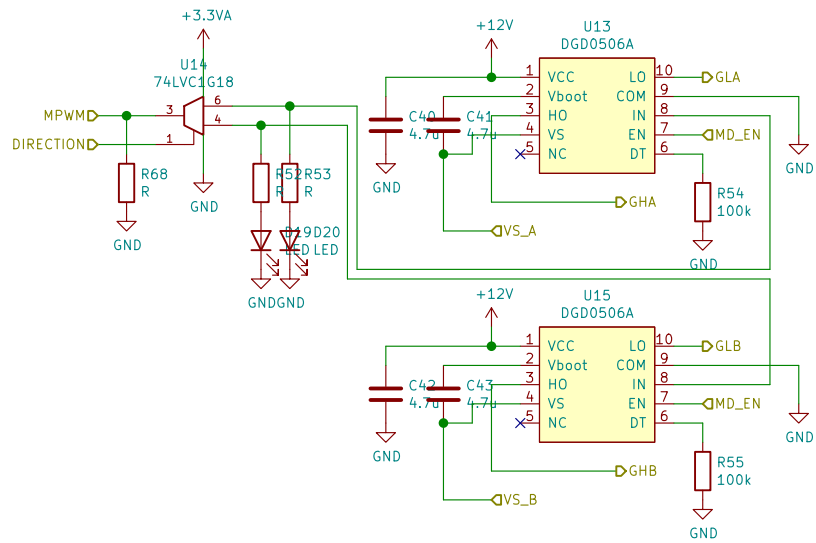 +3.3VA
U14
74LVC1G18
MPWM
3
6
4
DIRECTION
1
R68
R
GND
GND
R52
R
R53
R
D19
LED
D20
LED
GND
GND
+12V
U13
DGD0506A
C40
4.7u
C41
4.7u
GND
1 VCC
2 Vboot
3 HO
4 VS
5 NC
LO 10
COM 9
IN 8
EN 7
DT 6
GLA
MD_EN
GND
GHA
VS_A
R54
100k
GND
+12V
U15
DGD0506A
C42
4.7u
C43
4.7u
GND
1 VCC
2 Vboot
3 HO
4 VS
5 NC
LO 10
COM 9
IN 8
EN 7
DT 6
GLB
MD_EN
GND
GHB
VS_B
R55
100k
GND